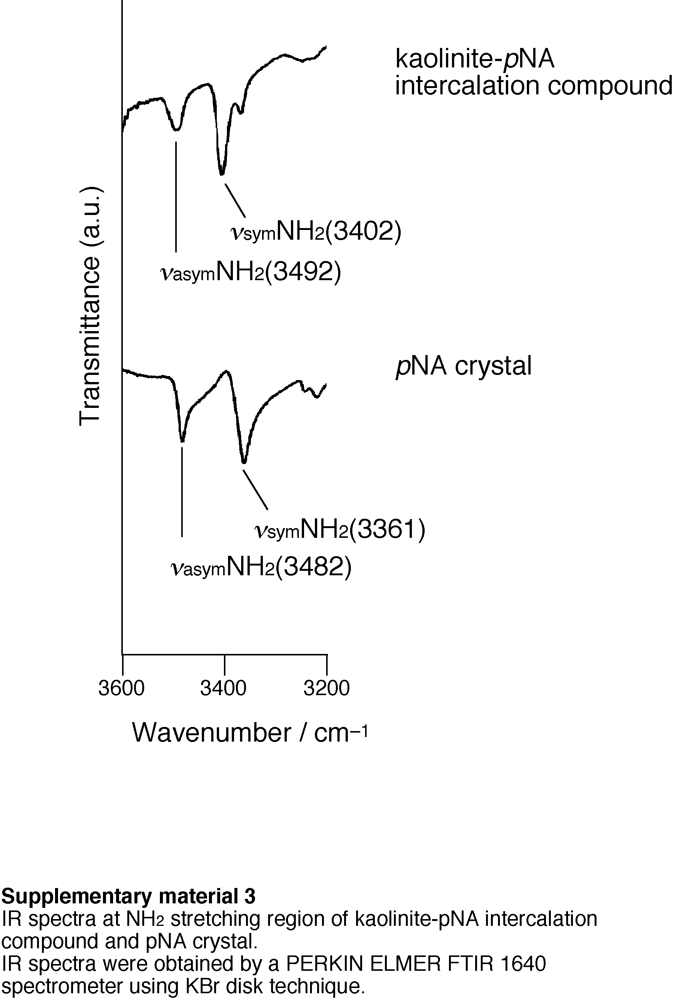 kaolinite-pNA
intercalation compound
νsymNH2(3402)
νasymNH2(3492)
Transmittance (a.u.)
pNA crystal
νsymNH2(3361)
νasymNH2(3482)
3600 3400 3200
Wavenumber / cm–1
Supplementary material 3
IR spectra at NH2 stretching region of kaolinite-pNA intercalation
compound and pNA crystal.
IR spectra were obtained by a PERKIN ELMER FTIR 1640
spectrometer using KBr disk technique.